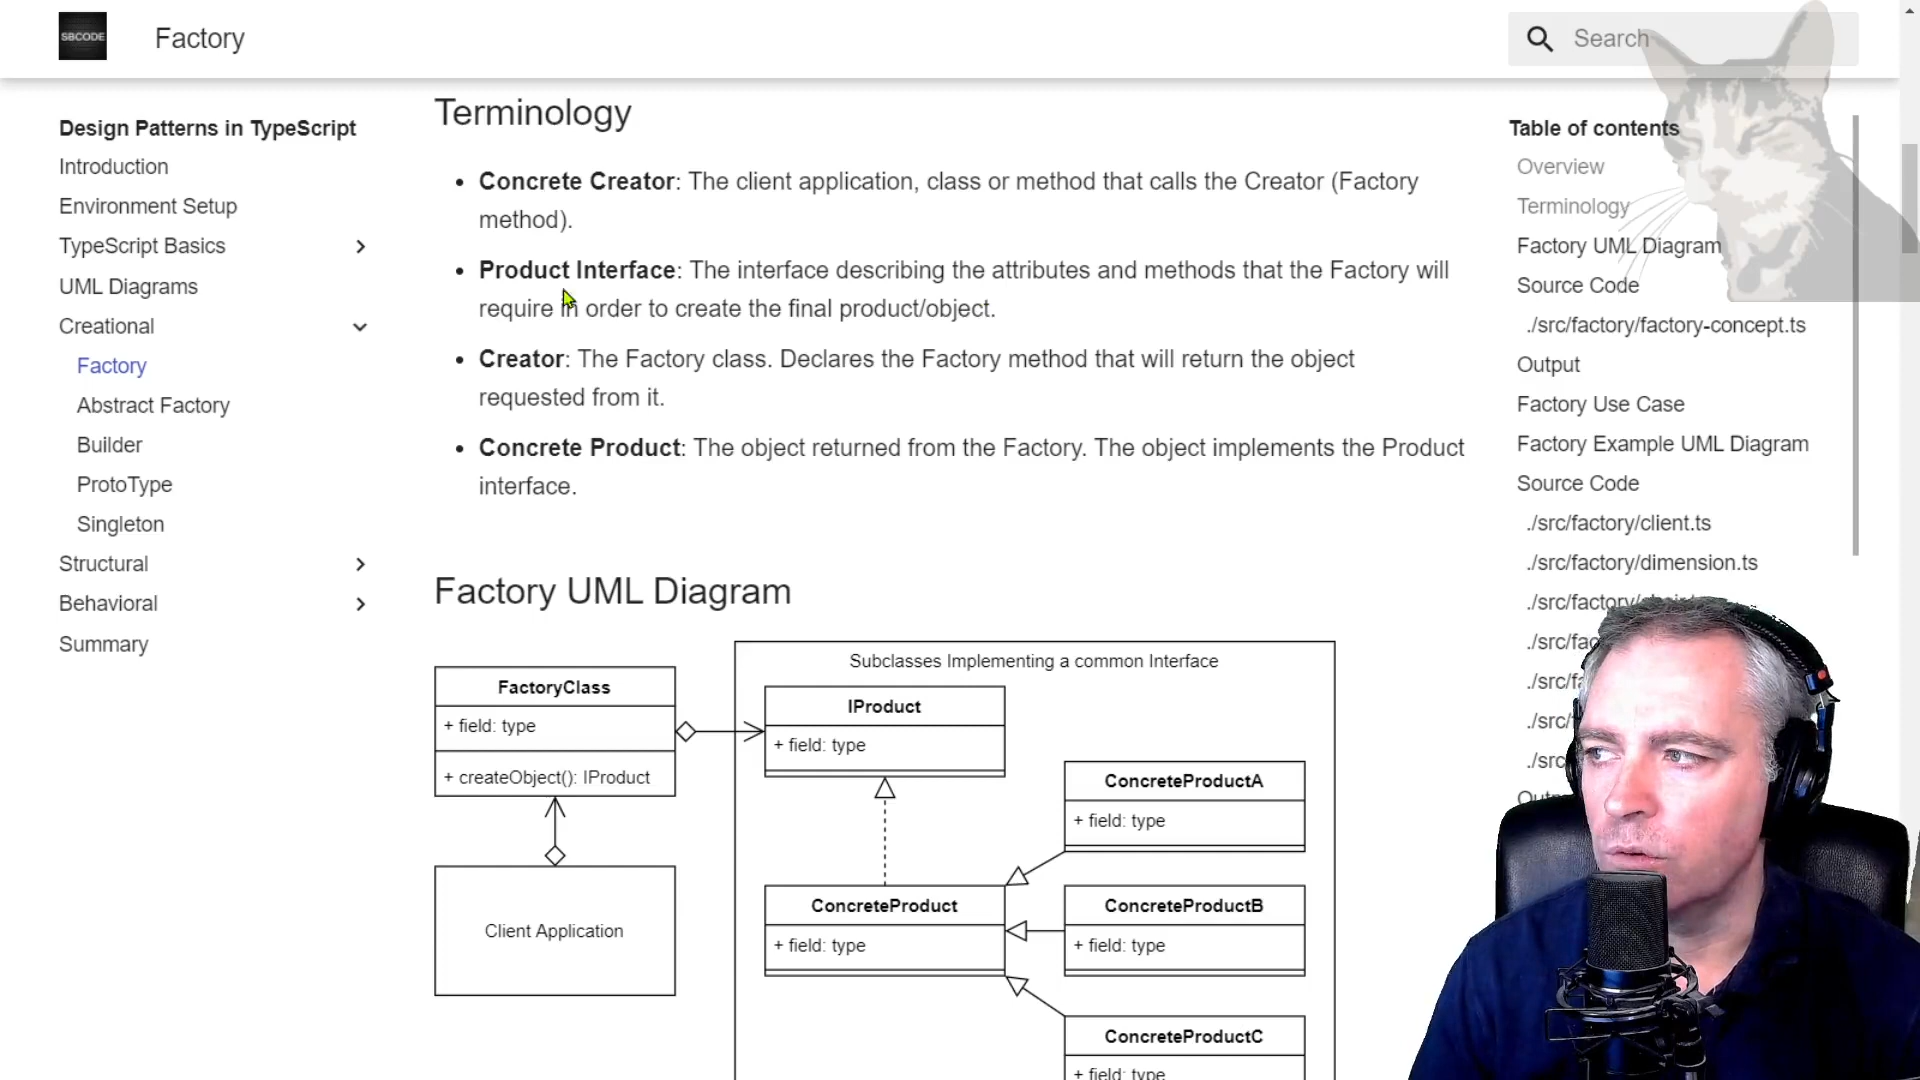 SBCODE
Factory
Search
Design Patterns in TypeScript
Introduction
Environment Setup
TypeScript Basics
UML Diagrams
Creational
Factory
Abstract Factory
Builder
ProtoType
Singleton
Structural
Behavioral
Summary
Terminology
• Concrete Creator: The client application, class or method that calls the Creator (Factory
method).
• Product Interface: The interface describing the attributes and methods that the Factory will
require in order to create the final product/object.
• Creator: The Factory class. Declares the Factory method that will return the object
requested from it.
• Concrete Product: The object returned from the Factory. The object implements the Product
interface.
Factory UML Diagram
Subclasses Implementing a common Interface
FactoryClass
+ field: type
+ createObject(): IProduct
Client Application
IProduct
+ field: type
ConcreteProduct
+ field: type
ConcreteProductA
+ field: type
ConcreteProductB
+ field: type
ConcreteProductC
+ field: type
Table of contents
Overview
Terminology
Factory UML Diagram
Source Code
./src/factory/factory-concept.ts
Output
Factory Use Case
Factory Example UML Diagram
Source Code
./src/factory/client.ts
./src/factory/dimension.ts